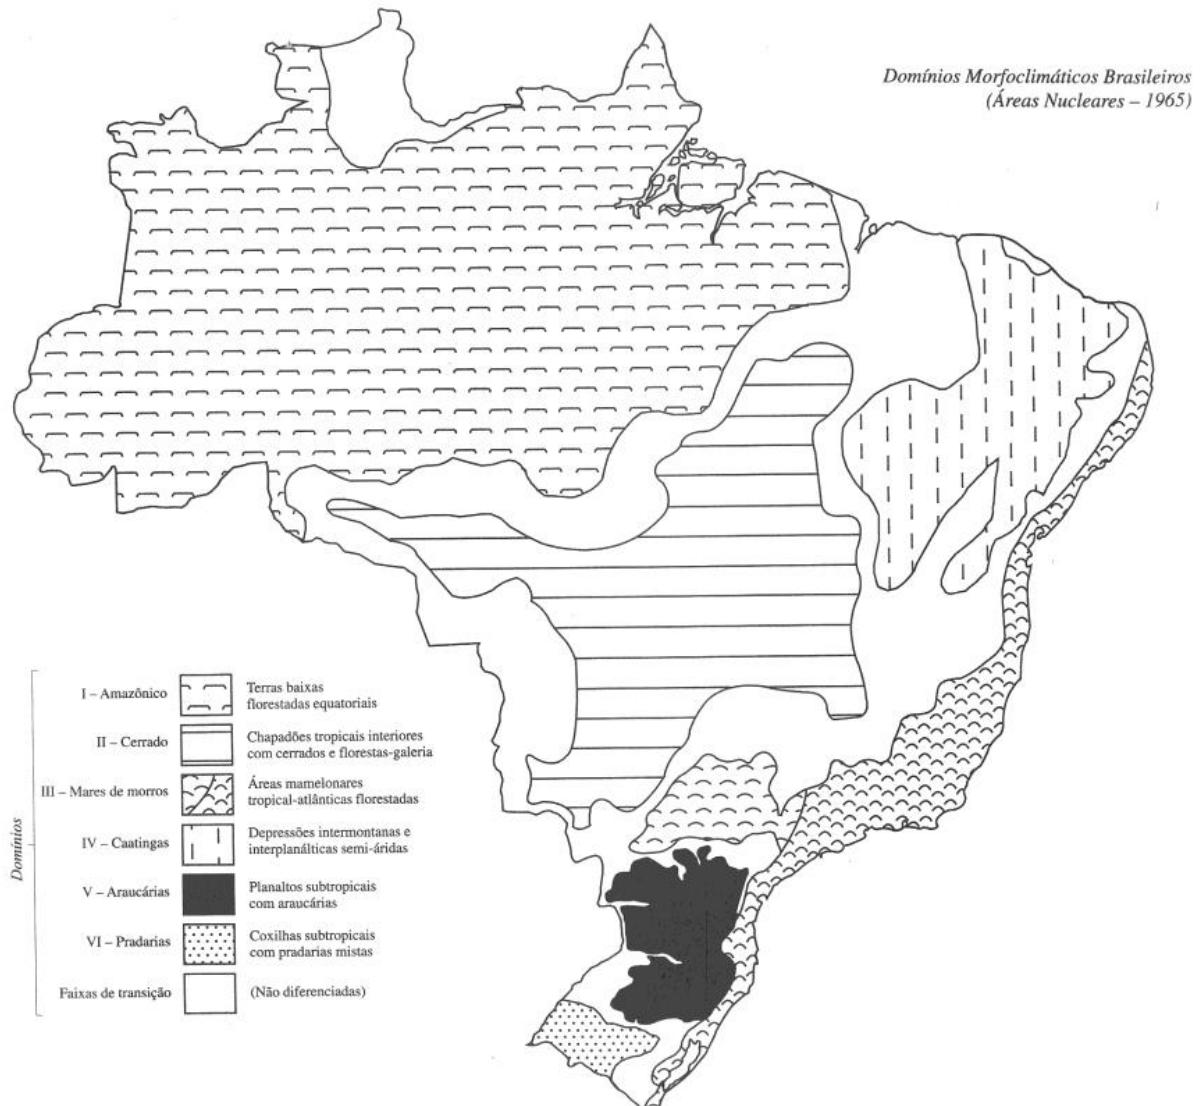 Domínios Morfoclimáticos Brasileiros
(Áreas Nucleares – 1965)
Domínios
I – Amazônico
Terras baixas
florestadas equatoriais
II – Cerrado
Chapadões tropicais interiores
com cerrados e florestas-galeria
III – Mares de morros
Áreas mamelonares
tropical-atlânticas florestadas
IV – Caatingas
Depressões intermontanas e
interplanálticas semi-áridas
V – Araucárias
Planaltos subtropicais
com araucárias
VI – Pradarias
Coxilhas subtropicais
com pradarias mistas
Faixas de transição
(Não diferenciadas)